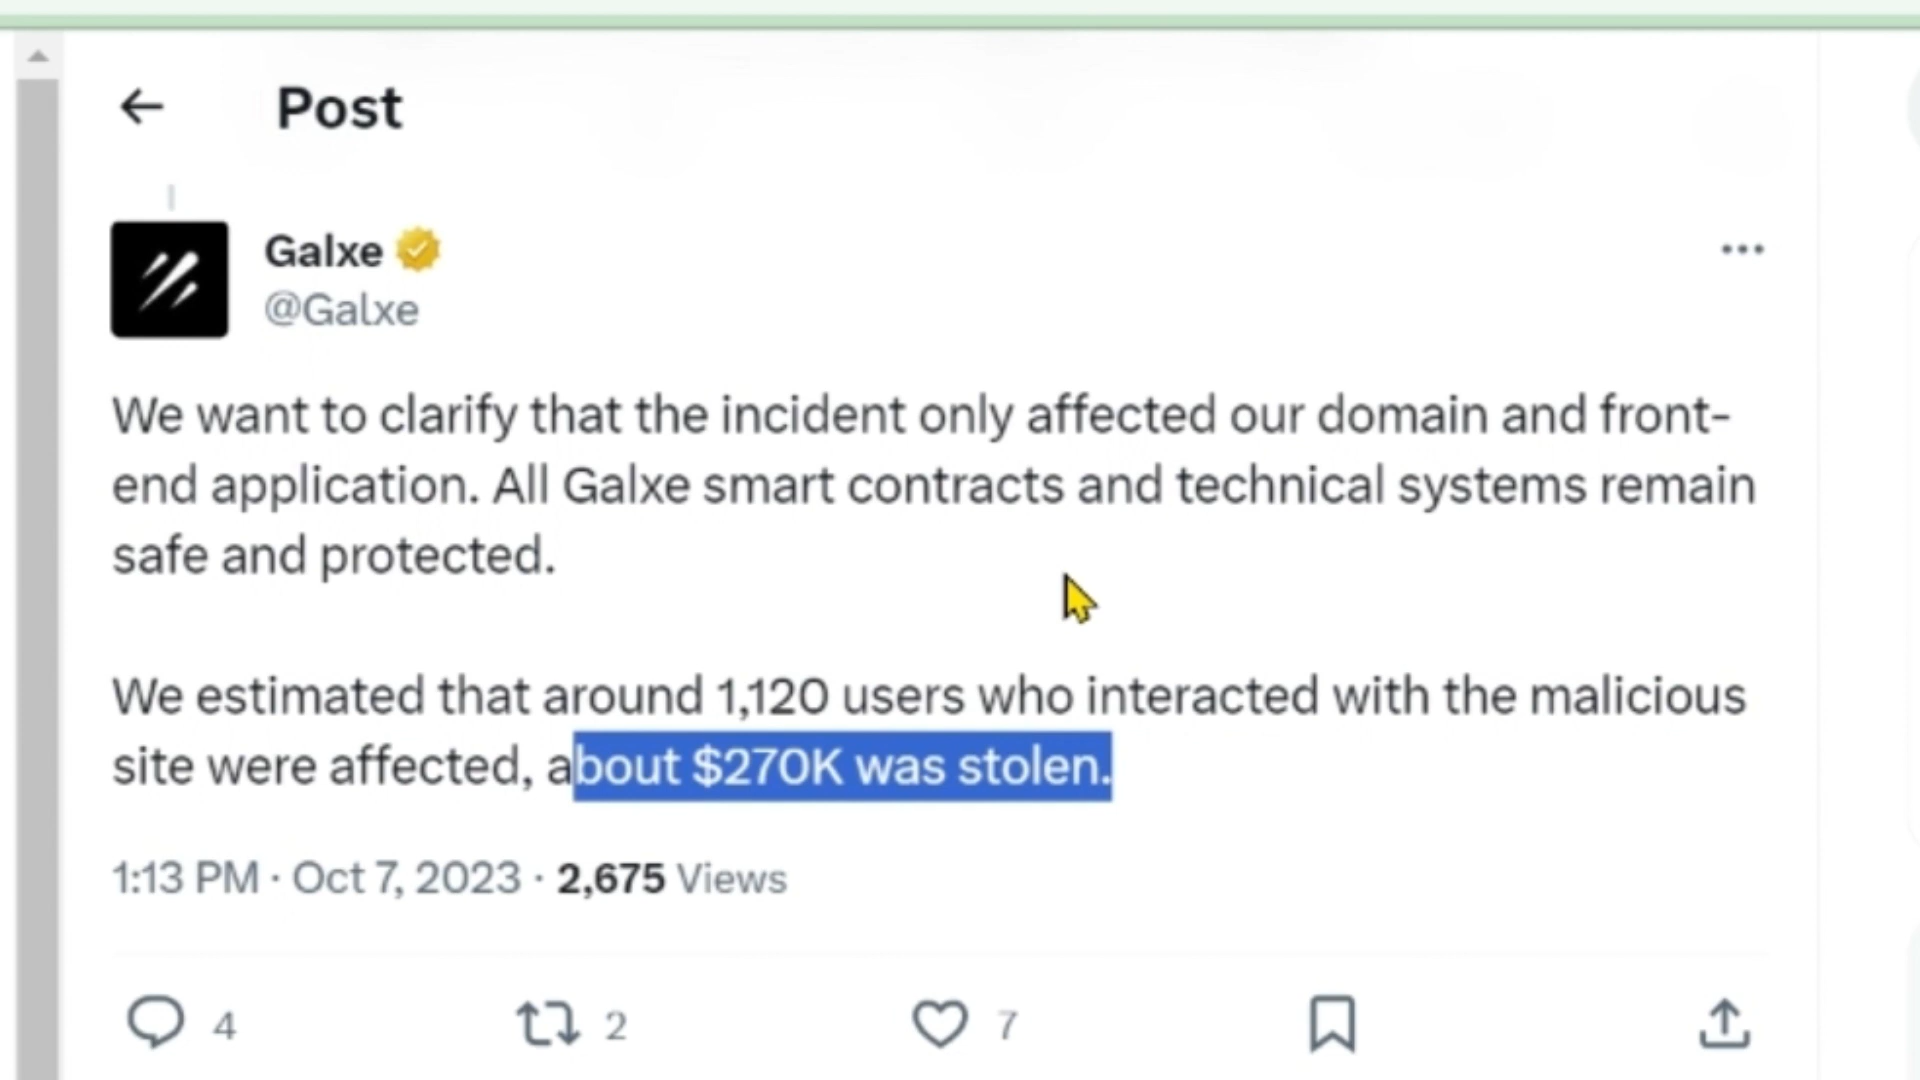 Post
Galxe
@Galxe
We want to clarify that the incident only affected our domain and front-
end application. All Galxe smart contracts and technical systems remain
safe and protected.
We estimated that around 1,120 users who interacted with the malicious
site were affected, about $270K was stolen.
1:13 PM · Oct 7, 2023 · 2,675 Views
4 2 7